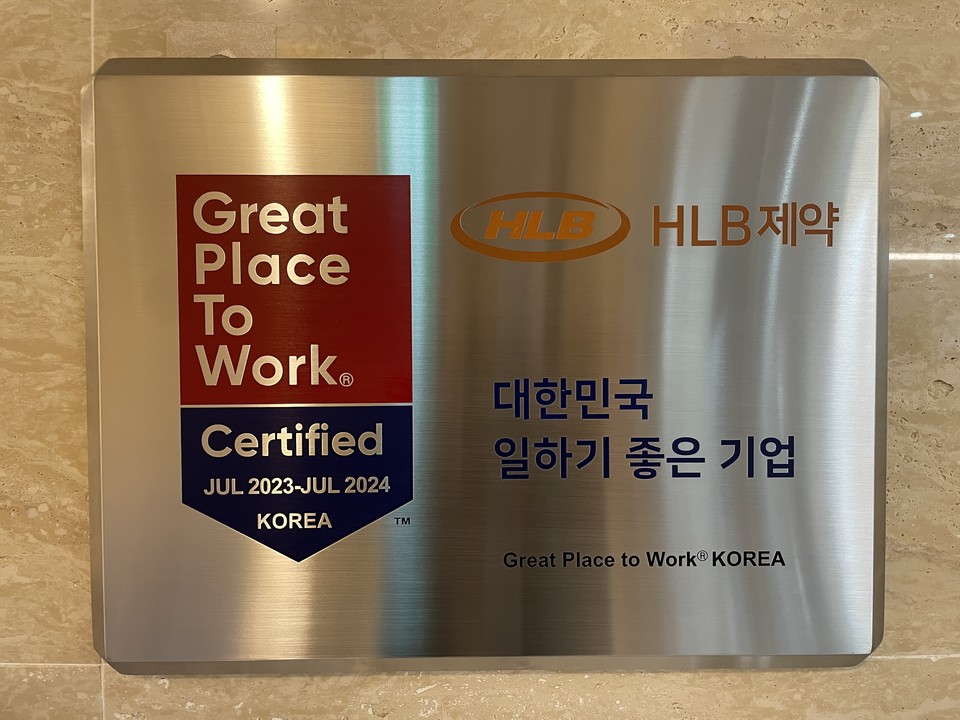 Great
Place
To
Work®
Certified
JUL 2023-JUL 2024
KOREA
TM
HLB HLB제약
대한민국
일하기 좋은 기업
Great Place to Work® KOREA